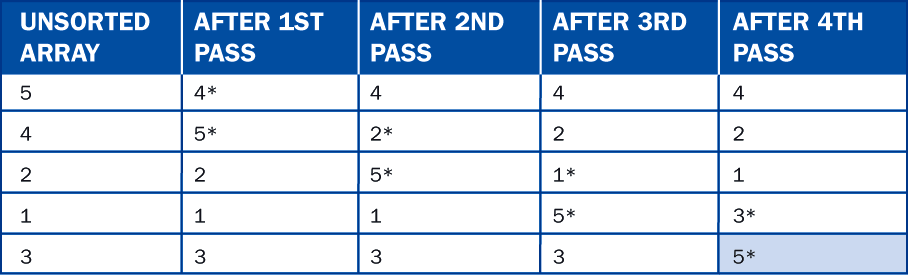 UNSORTED ARRAY AFTER 1ST PASS AFTER 2ND PASS AFTER 3RD PASS AFTER 4TH PASS
5 4* 4 4 4
4 5* 2* 2 2
2 2 5* 1* 1
1 1 1 5* 3*
3 3 3 3 5*